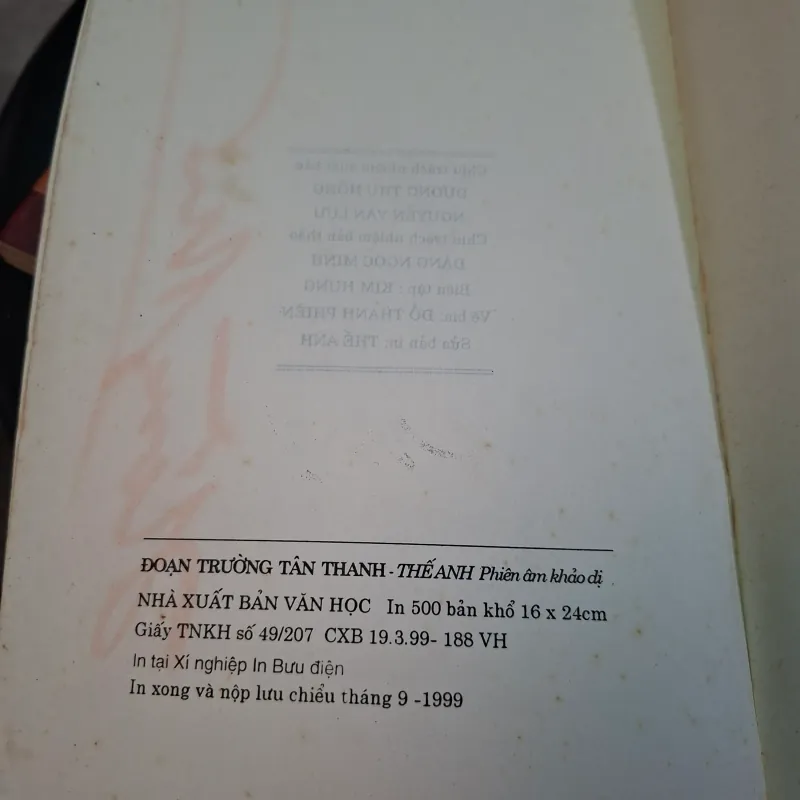 Chịu trách nhiệm xuất bản
DƯƠNG THU HỒNG
NGUYỄN VĂN LƯU
Chịu trách nhiệm bản thảo
ĐẶNG NGỌC MINH
Biên tập : KIM HƯNG
Vẽ bìa: ĐỖ THÀNH PHIÊN
Sửa bản in: THẾ ANH
ĐOẠN TRƯỜNG TÂN THANH - THẾ ANH Phiên âm khảo dị
NHÀ XUẤT BẢN VĂN HỌC In 500 bản khổ 16 x 24cm
Giấy TNKH số 49/207 CXB 19.3.99- 188 VH
In tại Xí nghiệp In Bưu điện
In xong và nộp lưu chiểu tháng 9 -1999